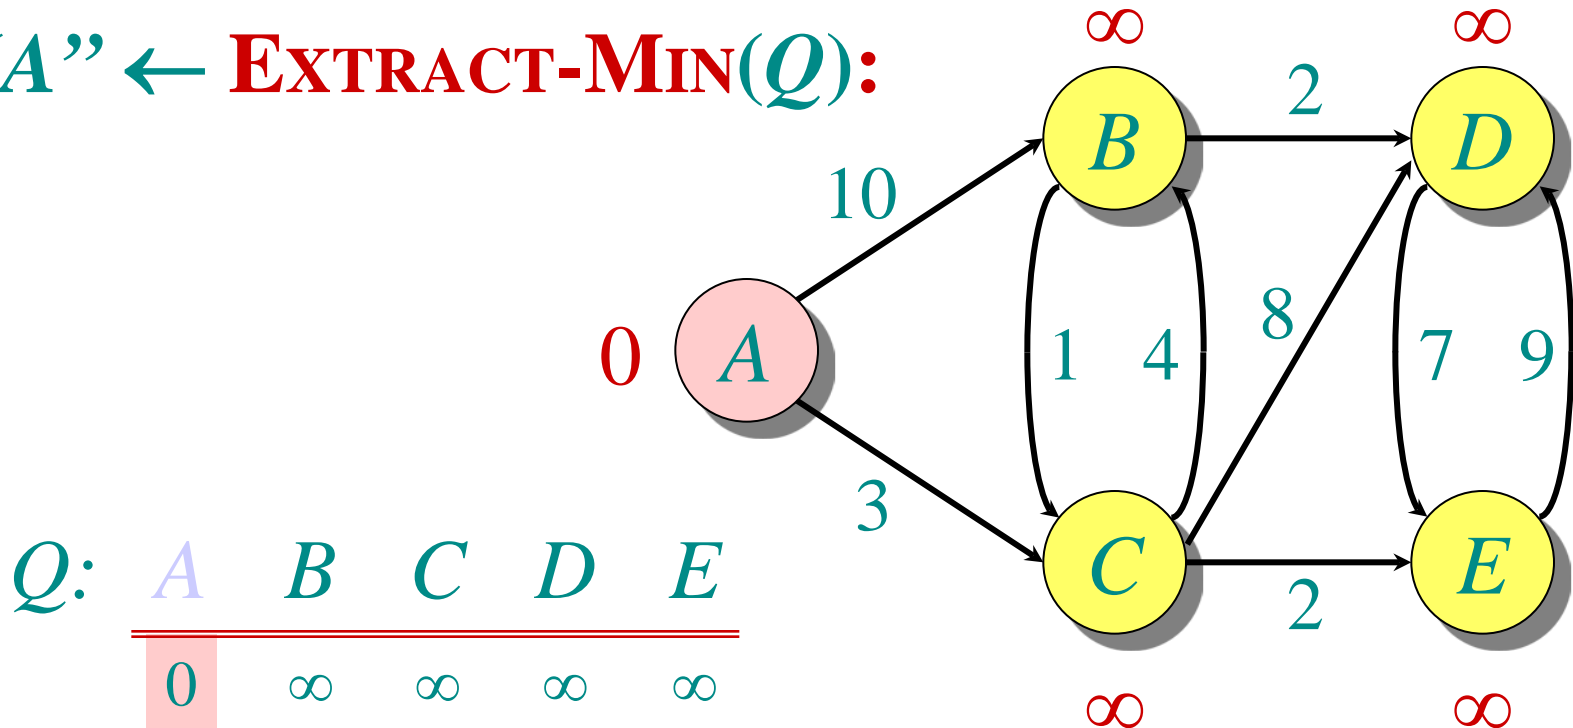 A” ← EXTRACT-MIN(Q):
∞ ∞
B 2 D
10
0 A 1 4 8 7 9
3
C 2 E
∞ ∞
Q: A B C D E
0 ∞ ∞ ∞ ∞